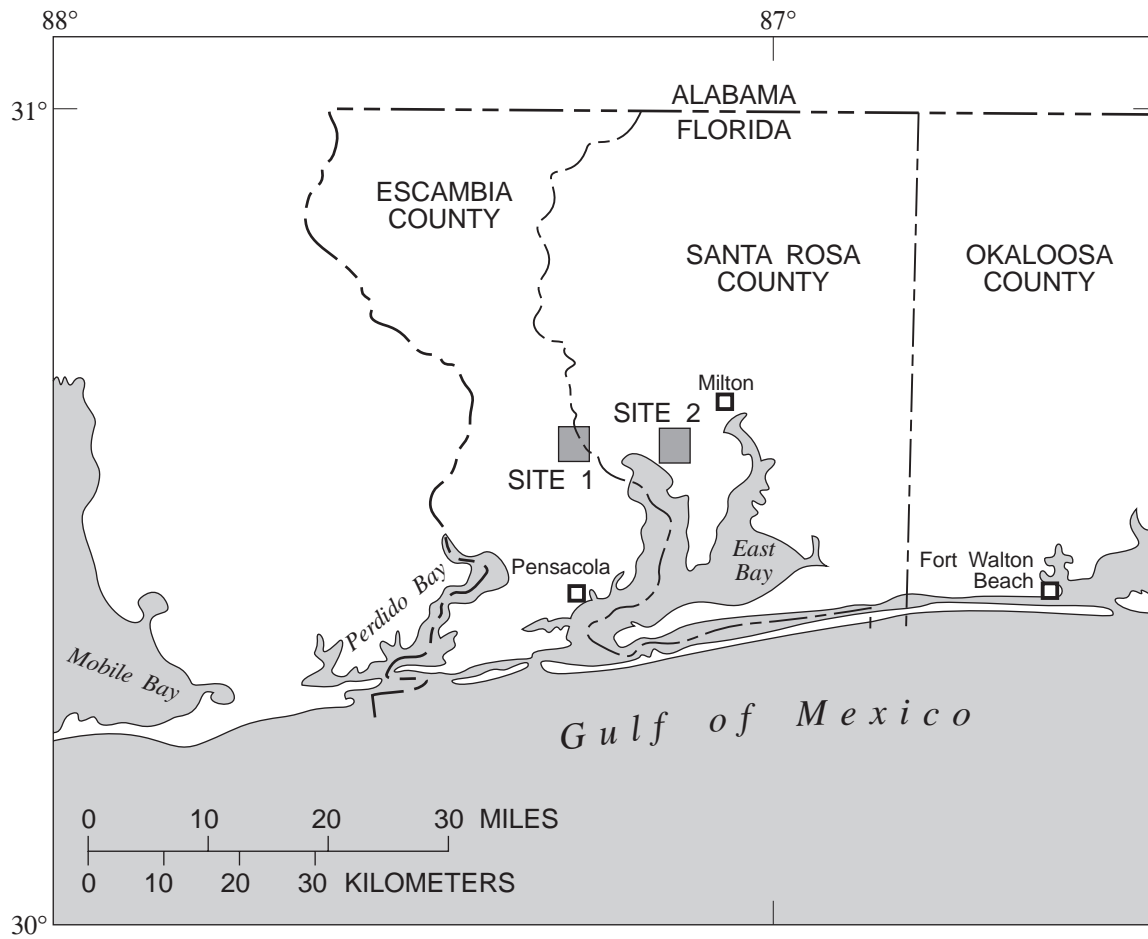 88°
87°
31°
ALABAMA
FLORIDA
ESCAMBIA
COUNTY
SANTA ROSA
COUNTY
OKALOOSA
COUNTY
Milton
SITE 2
SITE 1
Pensacola
East
Bay
Fort Walton
Beach
Perdido Bay
Mobile Bay
Gulf of Mexico
0 10 20 30 MILES
0 10 20 30 KILOMETERS
30°